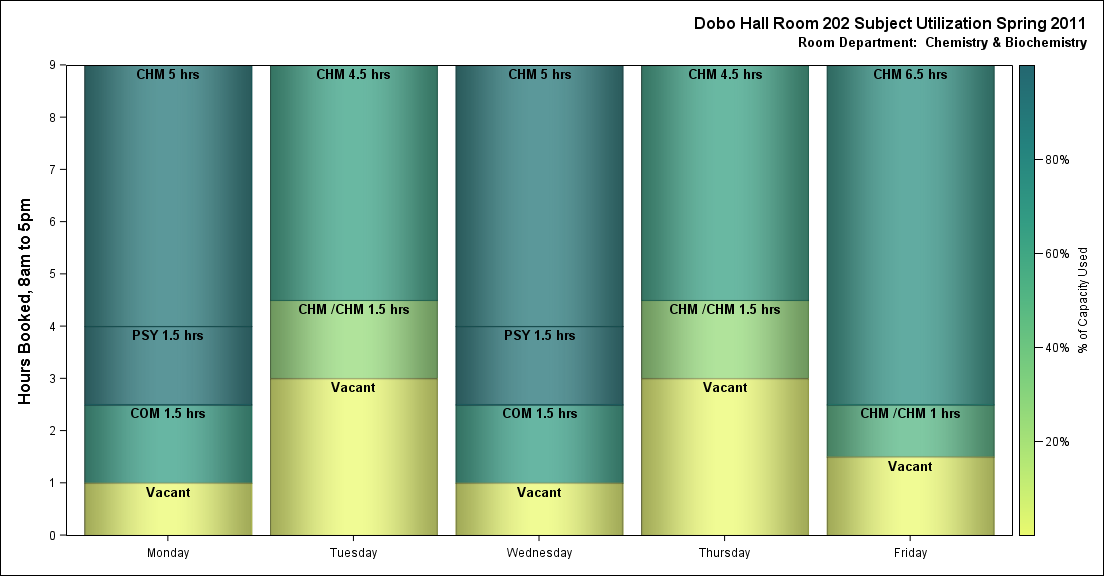 Dobo Hall Room 202 Subject Utilization Spring 2011
Room Department:  Chemistry & Biochemistry
Hours Booked, 8am to 5pm
9
8
7
6
5
4
3
2
1
0
CHM 5 hrs
PSY 1.5 hrs
COM 1.5 hrs
Vacant
CHM 4.5 hrs
CHM /CHM 1.5 hrs
Vacant
CHM 5 hrs
PSY 1.5 hrs
COM 1.5 hrs
Vacant
CHM 4.5 hrs
CHM /CHM 1.5 hrs
Vacant
CHM 6.5 hrs
CHM /CHM 1 hrs
Vacant
Monday
Tuesday
Wednesday
Thursday
Friday
80%
60%
40%
20%
% of Capacity Used